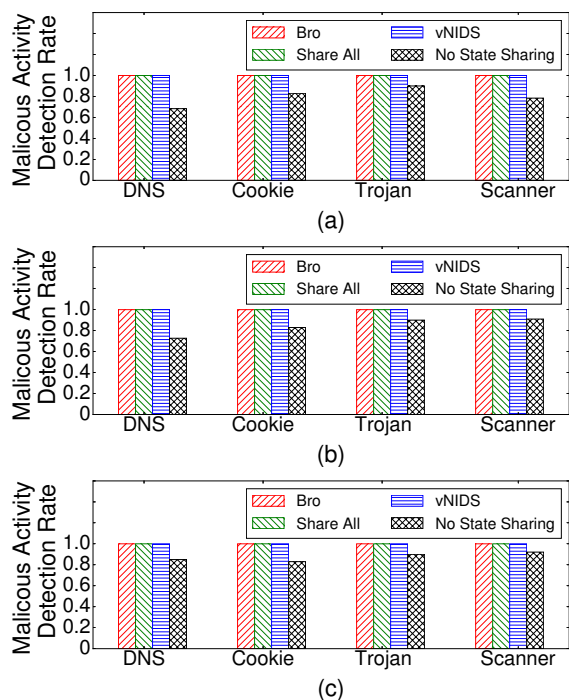 Malicous Activity
Detection Rate
Bro
vNIDS
Share All
No State Sharing
1.0
0.8
0.6
0.4
0.2
0
DNS
Cookie
Trojan
Scanner
(a)
Malicous Activity
Detection Rate
Bro
vNIDS
Share All
No State Sharing
1.0
0.8
0.6
0.4
0.2
0
DNS
Cookie
Trojan
Scanner
(b)
Malicous Activity
Detection Rate
Bro
vNIDS
Share All
No State Sharing
1.0
0.8
0.6
0.4
0.2
0
DNS
Cookie
Trojan
Scanner
(c)